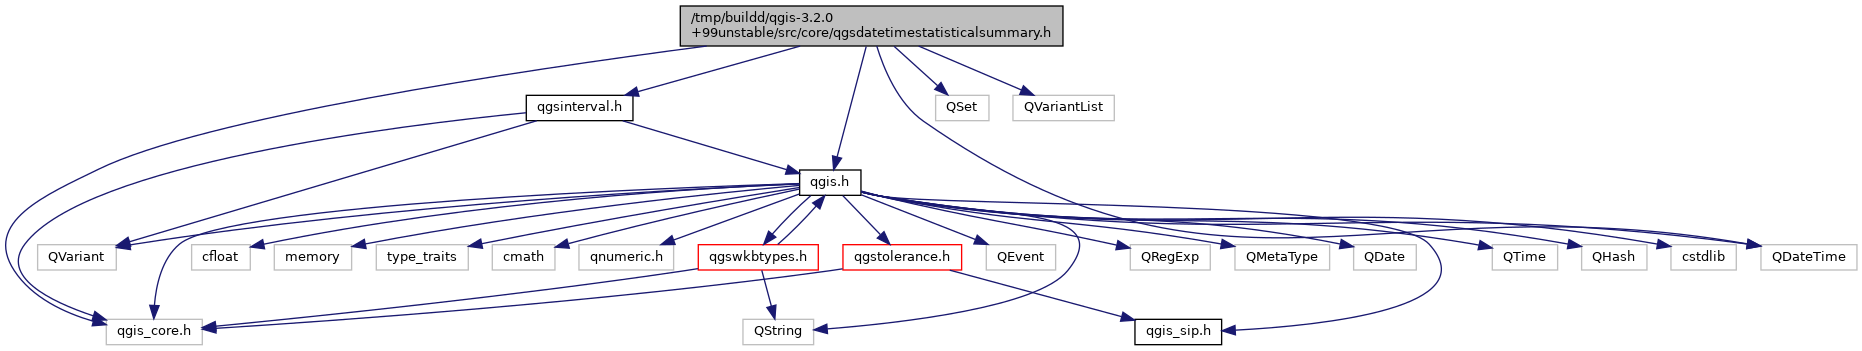 /tmp/buildd/qgis-3.2.0
+99unstable/src/core/qgsdatetimestatisticalsummary.h
qgsinterval.h
QSet
QVariantList
qgis.h
QVariant
cfloat
memory
type_traits
cmath
qnumeric.h
qgswkbtypes.h
qgstolerance.h
QEvent
QRegExp
QMetaType
QDate
QTime
QHash
cstdlib
QDateTime
qgis_core.h
QString
qgis_sip.h